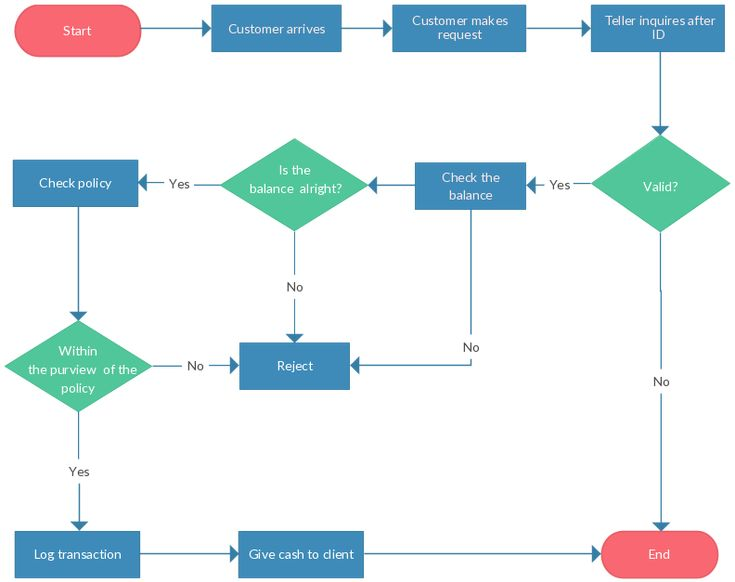 Start
Customer arrives
Customer makes
request
Teller inquires after
ID
Valid?
Yes
Check the
balance
Is the
balance alright?
Yes
Check policy
No
No
No
Within
the purview of the
policy
No
Reject
Yes
Log transaction
Give cash to client
End